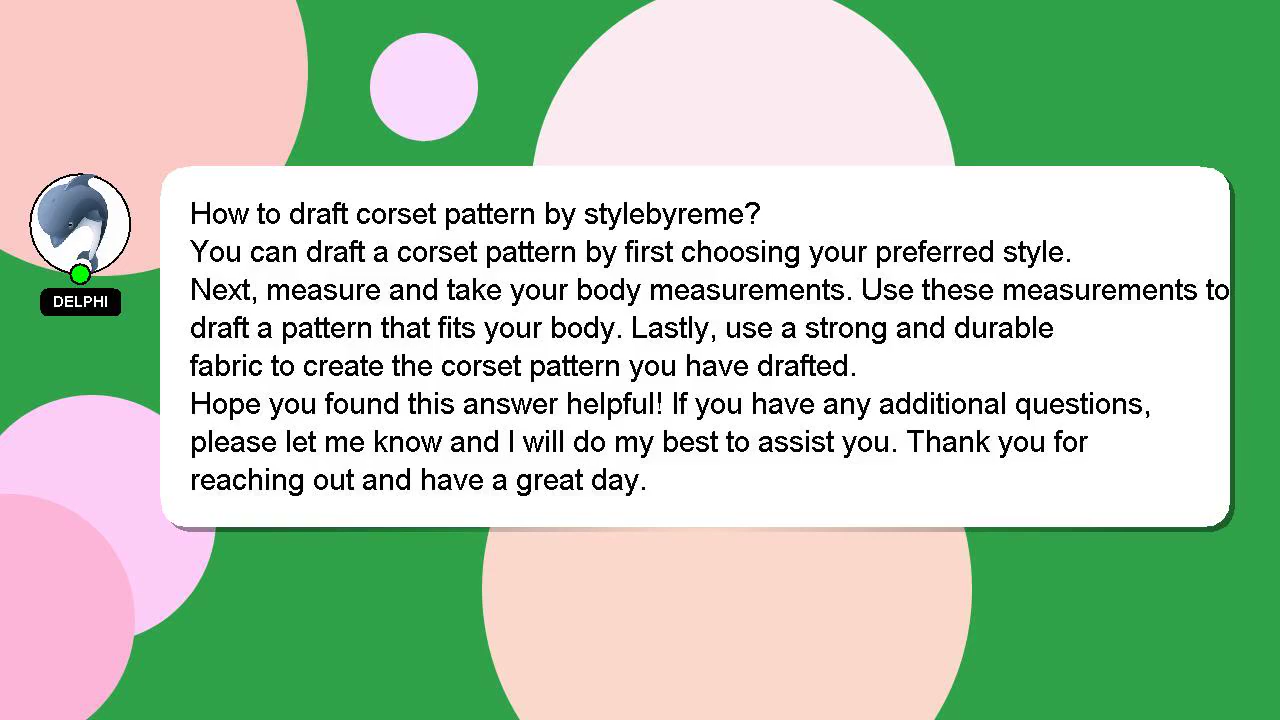 How to draft corset pattern by stylebyreme?
You can draft a corset pattern by first choosing your preferred style.
Next, measure and take your body measurements. Use these measurements to
draft a pattern that fits your body. Lastly, use a strong and durable
fabric to create the corset pattern you have drafted.
Hope you found this answer helpful! If you have any additional questions,
please let me know and I will do my best to assist you. Thank you for
reaching out and have a great day.
DELPHI